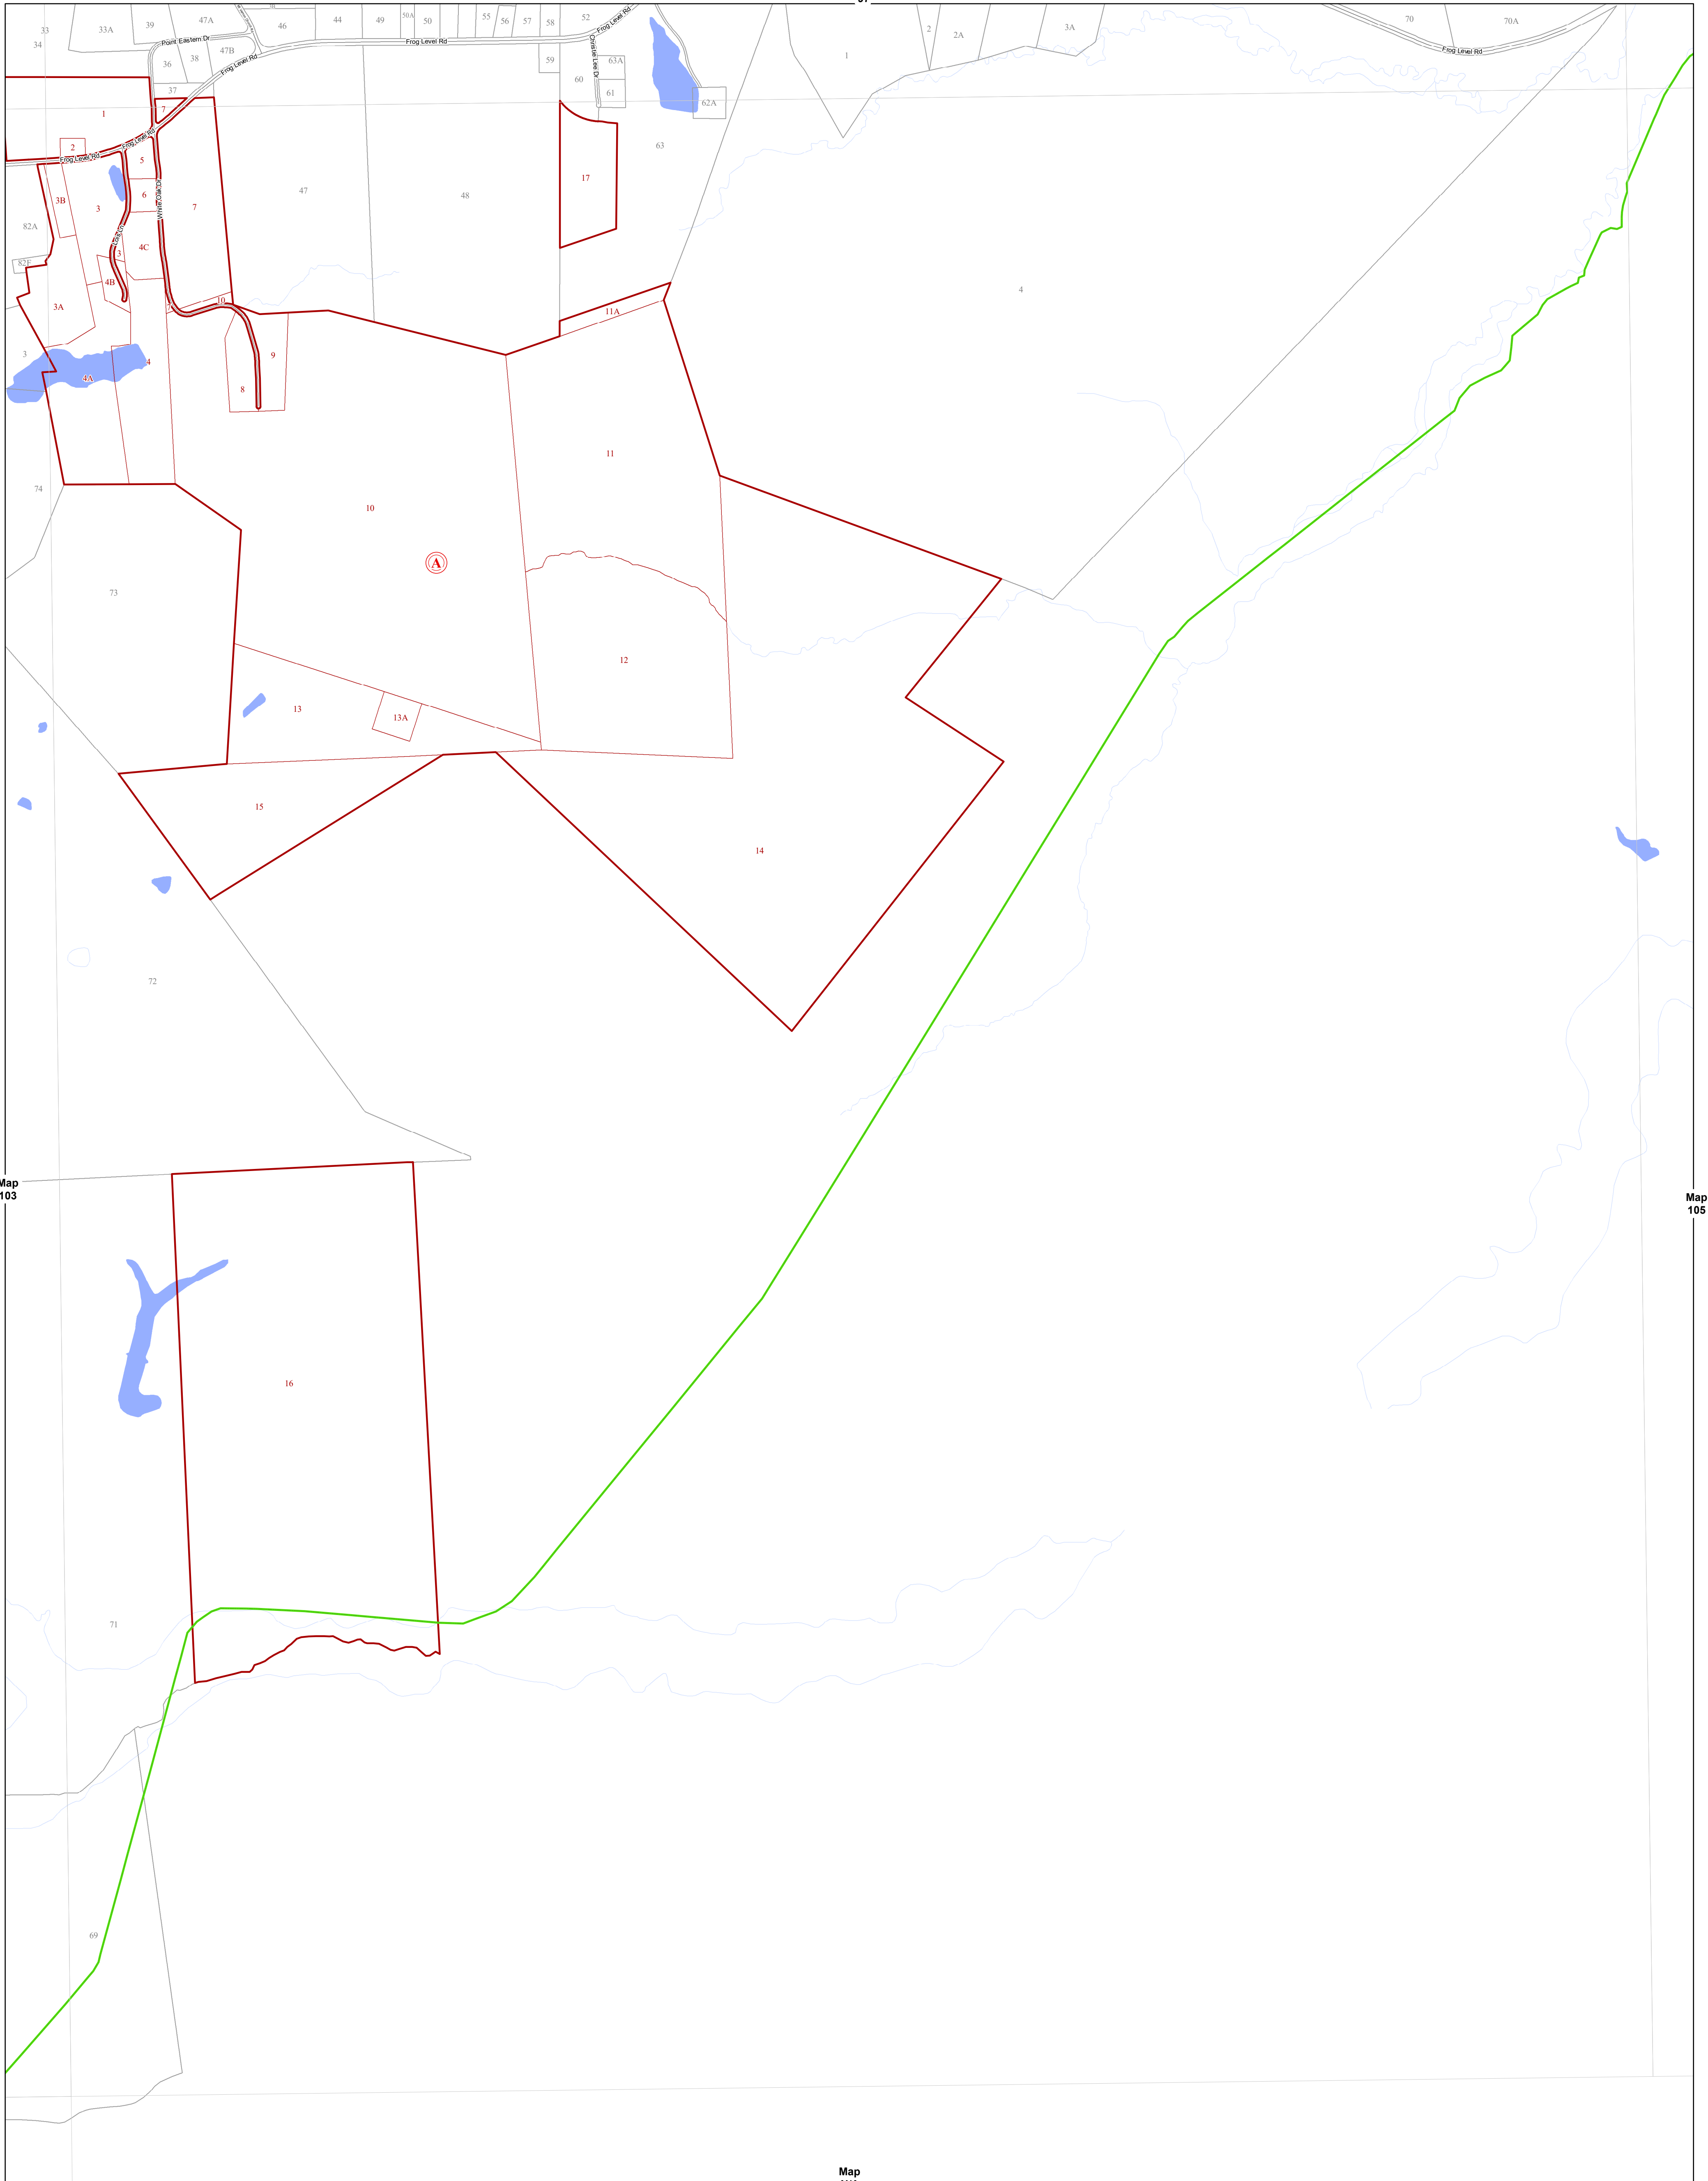 50A
33
33A
39
47A
46
44
49
50
55
56
57
58
52
Frog Level Rd
70
70A
34
Point Eastern Dr
47B
Frog Level Rd
Christie Lee Dr
1
2
2A
3A
Frog Level Rd
36
38
Frog Level Rd
59
63A
60
61
62A
37
1
7
Frog Level Rd
2
Frog Level Rd
5
63
17
6
47
48
3B
3
7
82A
4C
3
82F
4B
4
10
3A
11A
3
9
4
4A
8
11
74
10
A
73
12
13
13A
15
14
72
Map
103
Map
105
16
71
69
Map